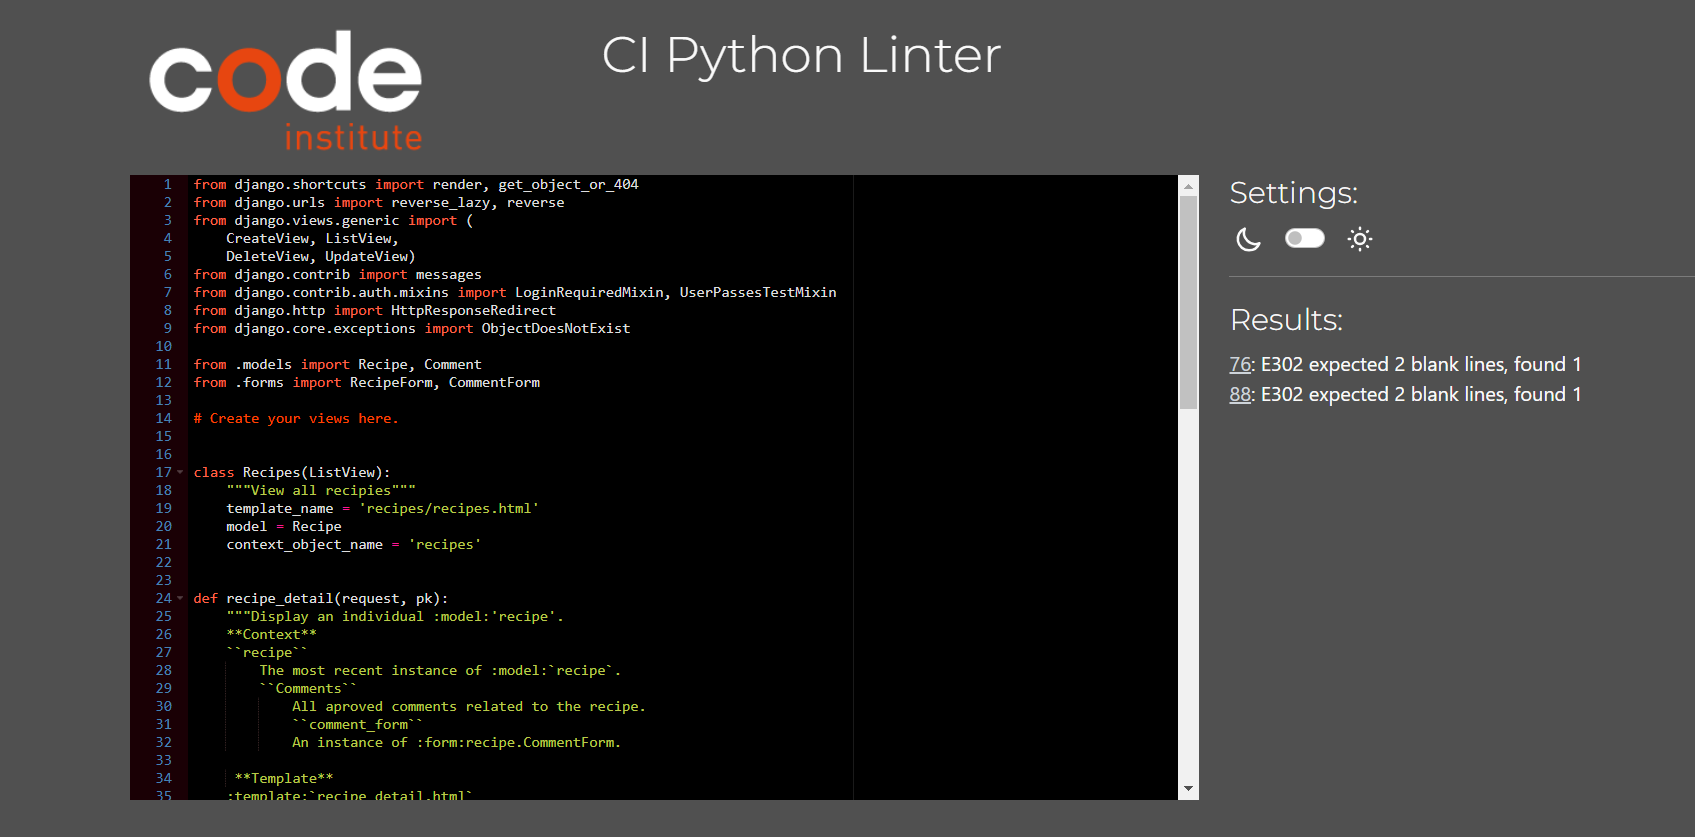 code
institute
CI Python Linter
1 from django.shortcuts import render, get_object_or_404
2 from django.urls import reverse_lazy, reverse
3 from django.views.generic import (
4 CreateView, ListView,
5 DeleteView, UpdateView)
6 from django.contrib import messages
7 from django.contrib.auth.mixins import LoginRequiredMixin, UserPassesTestMixin
8 from django.http import HttpResponseRedirect
9 from django.core.exceptions import ObjectDoesNotExist
10
11 from .models import Recipe, Comment
12 from .forms import RecipeForm, CommentForm
13
14 # Create your views here.
15
16
17 class Recipes(ListView):
18 """View all recipies"""
19 template_name = 'recipes/recipes.html'
20 model = Recipe
21 context_object_name = 'recipes'
22
23
24 def recipe_detail(request, pk):
25 """Display an individual :model:'recipe'.
26 **Context**
27 ``recipe``
28 The most recent instance of :model:`recipe`.
29 ``Comments``
30 All aproved comments related to the recipe.
31 ``comment_form``
32 An instance of :form:recipe.CommentForm.
33
34 **Template**
35 :template:`recipe_detail.html`
Settings:
Results:
76: E302 expected 2 blank lines, found 1
88: E302 expected 2 blank lines, found 1